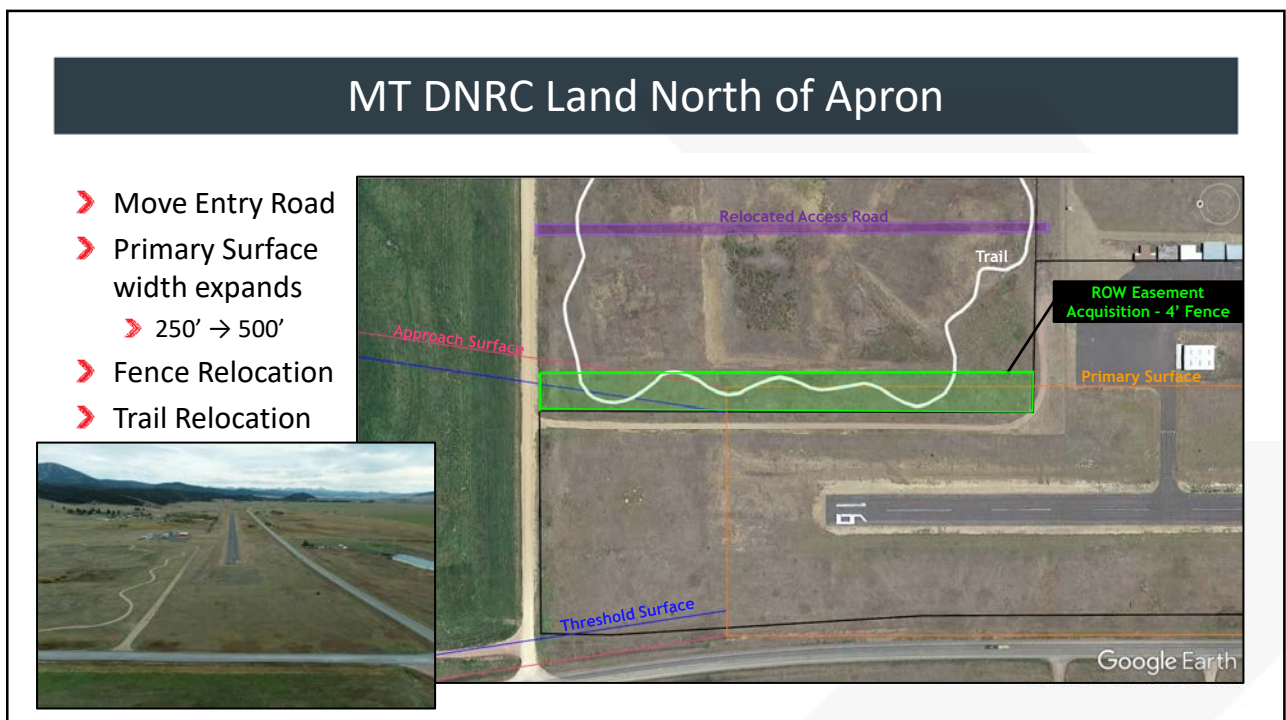 MT DNRC Land North of Apron
Move Entry Road
Primary Surface
width expands
250’ → 500’
Fence Relocation
Trail Relocation
Relocated Access Road
Trail
ROW Easement
Acquisition - 4' Fence
Approach Surface
Primary Surface
Threshold Surface
Google Earth